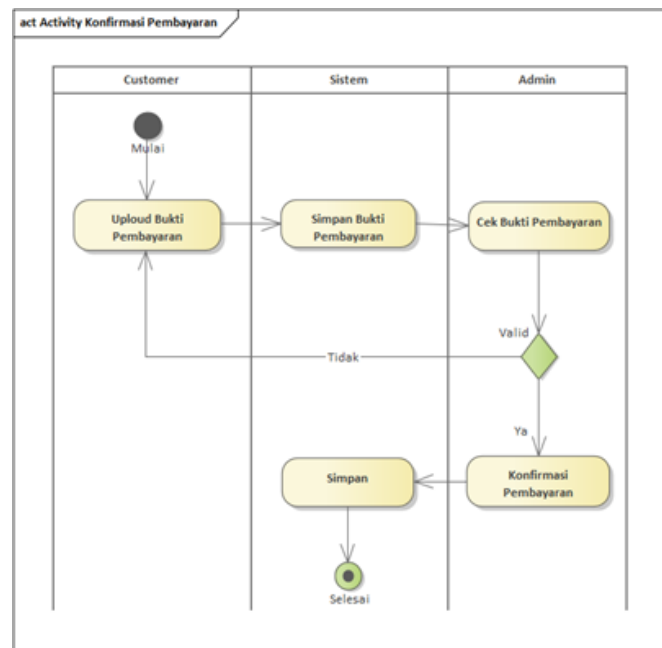 act Activity Konfirmasi Pembayaran
Customer
Sistem
Admin
Mulai
Uploud Bukti
Pembayaran
Simpan Bukti
Pembayaran
Cek Bukti Pembayaran
Valid
Tidak
Ya
Simpan
Konfirmasi
Pembayaran
Selesai